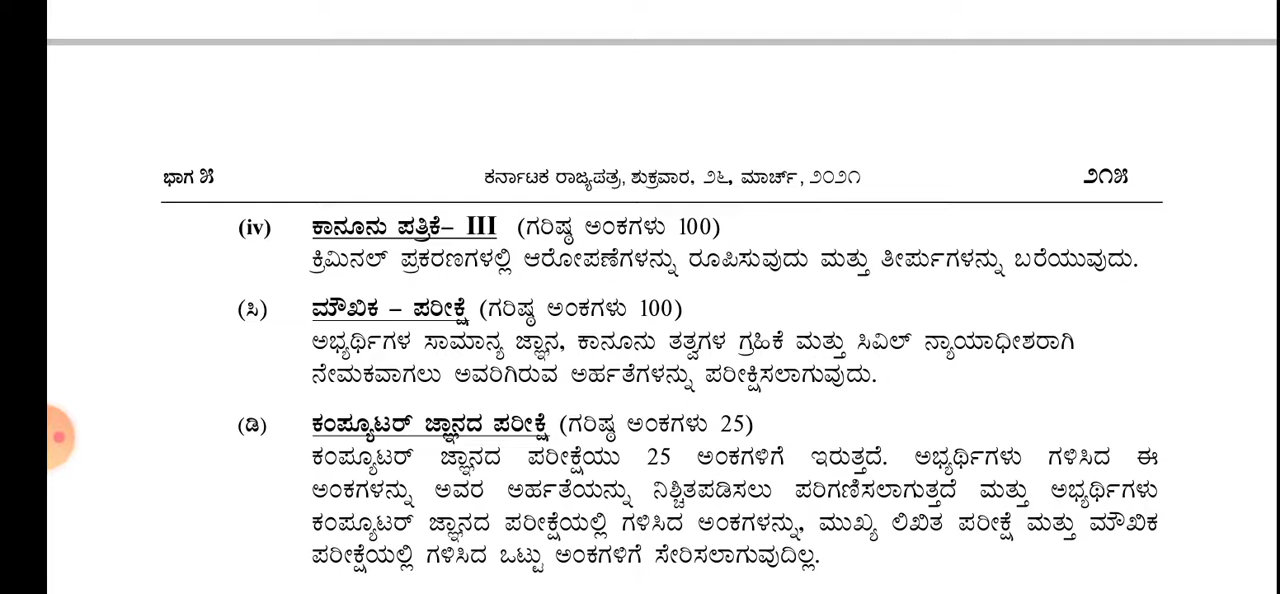 ಭಾಗ ೫ ಕರ್ನಾಟಕ ರಾಜ್ಯಪತ್ರ, ಶುಕ್ರವಾರ, ೨೬, ಮಾರ್ಚ್, ೨೦೨೧ ೨೧೫
(iv) ಕಾನೂನು ಪತ್ರಿಕೆ– III (ಗರಿಷ್ಠ ಅಂಕಗಳು 100)
ಕ್ರಿಮಿನಲ್ ಪ್ರಕರಣಗಳಲ್ಲಿ ಆರೋಪಣೆಗಳನ್ನು ರೂಪಿಸುವುದು ಮತ್ತು ತೀರ್ಪುಗಳನ್ನು ಬರೆಯುವುದು.
(ಸಿ) ಮೌಖಿಕ – ಪರೀಕ್ಷೆ (ಗರಿಷ್ಠ ಅಂಕಗಳು 100)
ಅಭ್ಯರ್ಥಿಗಳ ಸಾಮಾನ್ಯ ಜ್ಞಾನ, ಕಾನೂನು ತತ್ವಗಳ ಗ್ರಹಿಕೆ ಮತ್ತು ಸಿವಿಲ್ ನ್ಯಾಯಾಧೀಶರಾಗಿ
ನೇಮಕವಾಗಲು ಅವರಿಗಿರುವ ಅರ್ಹತೆಗಳನ್ನು ಪರೀಕ್ಷಿಸಲಾಗುವುದು.
(ಡಿ) ಕಂಪ್ಯೂಟರ್ ಜ್ಞಾನದ ಪರೀಕ್ಷೆ (ಗರಿಷ್ಠ ಅಂಕಗಳು 25)
ಕಂಪ್ಯೂಟರ್ ಜ್ಞಾನದ ಪರೀಕ್ಷೆಯು 25 ಅಂಕಗಳಿಗೆ ಇರುತ್ತದೆ. ಅಭ್ಯರ್ಥಿಗಳು ಗಳಿಸಿದ ಈ
ಅಂಕಗಳನ್ನು ಅವರ ಅರ್ಹತೆಯನ್ನು ನಿಶ್ಚಿತಪಡಿಸಲು ಪರಿಗಣಿಸಲಾಗುತ್ತದೆ ಮತ್ತು ಅಭ್ಯರ್ಥಿಗಳು
ಕಂಪ್ಯೂಟರ್ ಜ್ಞಾನದ ಪರೀಕ್ಷೆಯಲ್ಲಿ ಗಳಿಸಿದ ಅಂಕಗಳನ್ನು, ಮುಖ್ಯ ಲಿಖಿತ ಪರೀಕ್ಷೆ ಮತ್ತು ಮೌಖಿಕ
ಪರೀಕ್ಷೆಯಲ್ಲಿ ಗಳಿಸಿದ ಒಟ್ಟು ಅಂಕಗಳಿಗೆ ಸೇರಿಸಲಾಗುವುದಿಲ್ಲ.